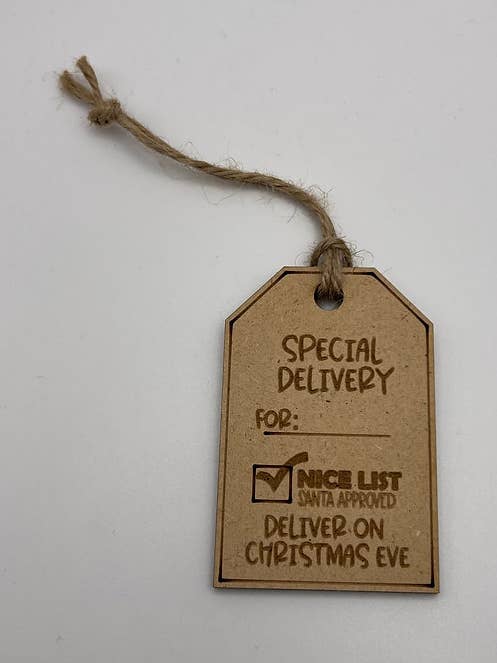 SPECIAL
DELIVERY
FOR:
NICE LIST
SANTA APPROVED
DELIVER ON
CHRISTMAS EVE